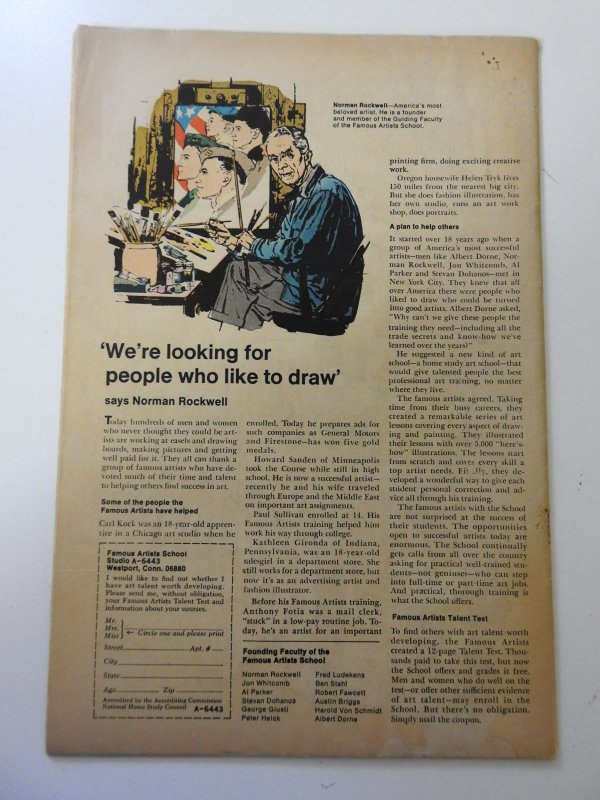 Norman Rockwell—America's most
beloved artist. He is a founder
and member of the Guiding Faculty
of the Famous Artists School.
'We're looking for
people who like to draw'
says Norman Rockwell
Today hundreds of men and women
who never thought they could be art-
ists are working at easels and drawing
boards, making pictures and getting
well paid for it. They all can thank a
group of famous artists who have de-
voted much of their time and talent
to helping others find success in art.
Some of the people the
Famous Artists have helped
Carl Kock was an 18-year-old appren-
tice in a Chicago art studio when he
Famous Artists School
Studio A-6443
Westport, Conn. 06880
I would like to find out whether I
have art talent worth developing.
Please send me, without obligation,
your Famous Artists Talent Test and
information about your courses.
Mr.
Mrs.
Miss
← Circle one and please print
Street Apt. #
City
State
Age Zip
Accredited by the Accrediting Commission
National Home Study Council A-6443
enrolled. Today he prepares ads for
such companies as General Motors
and Firestone—has won five gold
medals.
Howard Sanden of Minneapolis
took the Course while still in high
school. He is now a successful artist—
recently he and his wife traveled
through Europe and the Middle East
on important art assignments.
Paul Sullivan enrolled at 14. His
Famous Artists training helped him
work his way through college.
Kathleen Gironda of Indiana,
Pennsylvania, was an 18-year-old
salesgirl in a department store. She
still works for a department store, but
now it's as an advertising artist and
fashion illustrator.
Before his Famous Artists training,
Anthony Fotia was a mail clerk,
"stuck" in a low-pay routine job. To-
day, he's an artist for an important
Founding Faculty of the
Famous Artists School
Norman Rockwell
Jon Whitcomb
Al Parker
Stevan Dohanos
George Giusti
Peter Helck
Fred Ludekens
Ben Stahl
Robert Fawcett
Austin Briggs
Harold Von Schmidt
Albert Dorne
printing firm, doing exciting creative
work.
Oregon housewife Helen Tryk lives
150 miles from the nearest big city.
But she does fashion illustration, has
her own studio, runs an art work
shop, does portraits.
A plan to help others
It started over 18 years ago when a
group of America's most successful
artists—men like Albert Dorne, Nor-
man Rockwell, Jon Whitcomb, Al
Parker and Stevan Dohanos—met in
New York City. They knew that all
over America there were people who
liked to draw who could be turned
into good artists. Albert Dorne asked,
"Why can't we give these people the
training they need—including all the
trade secrets and know-how we've
learned over the years?"
He suggested a new kind of art
school—a home study art school—that
would give talented people the best
professional art training, no matter
where they live.
The famous artists agreed. Taking
time from their busy careers, they
created a remarkable series of art
lessons covering every aspect of draw-
ing and painting. They illustrated
their lessons with over 5,000 "here's-
how" illustrations. The lessons start
from scratch and cover every skill a
top artist needs. they de-
veloped a wonderful way to give each
student personal correction and ad-
vice all through his training.
The famous artists with the School
are not surprised at the success of
their students. The opportunities
open to successful artists today are
enormous. The School continually
gets calls from all over the country
asking for practical well-trained stu-
dents—not geniuses—who can step
into full-time or part-time art jobs.
And practical, thorough training is
what the School offers.
Famous Artists Talent Test
To find others with art talent worth
developing, the Famous Artists
created a 12-page Talent Test. Thou-
sands paid to take this test, but now
the School offers and grades it free.
Men and women who do well on the
test—or offer other sufficient evidence
of art talent—may enroll in the
School. But there's no obligation.
Simply mail the coupon.